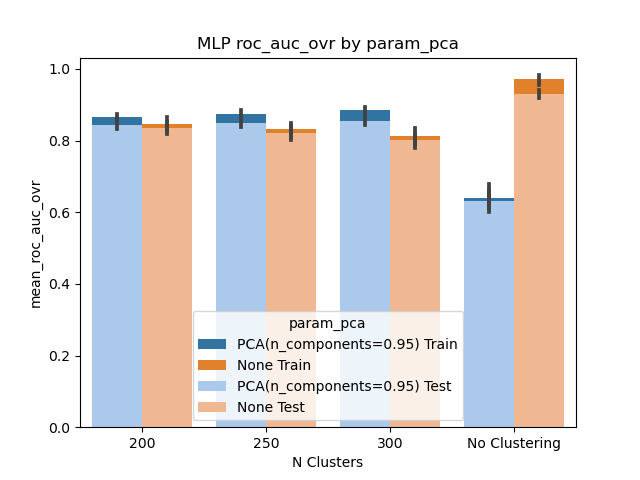 MLP roc_auc_ovr by param_pca
mean_roc_auc_ovr
1.0
0.8
0.6
0.4
0.2
0.0
param_pca
PCA(n_components=0.95) Train
None Train
PCA(n_components=0.95) Test
None Test
200
250
300
No Clustering
N Clusters